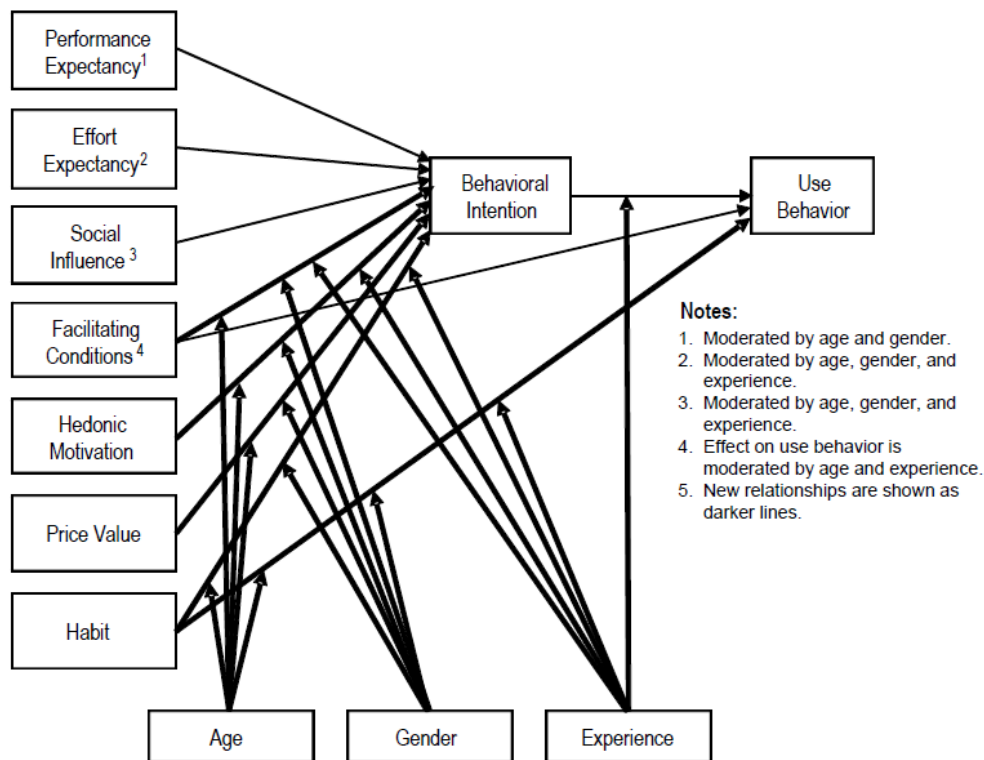 Performance
Expectancy1
Effort
Expectancy2
Social
Influence 3
Facilitating
Conditions 4
Hedonic
Motivation
Price Value
Habit
Behavioral
Intention
Use
Behavior
Notes:
1. Moderated by age and gender.
2. Moderated by age, gender, and
experience.
3. Moderated by age, gender, and
experience.
4. Effect on use behavior is
moderated by age and experience.
5. New relationships are shown as
darker lines.
Age
Gender
Experience